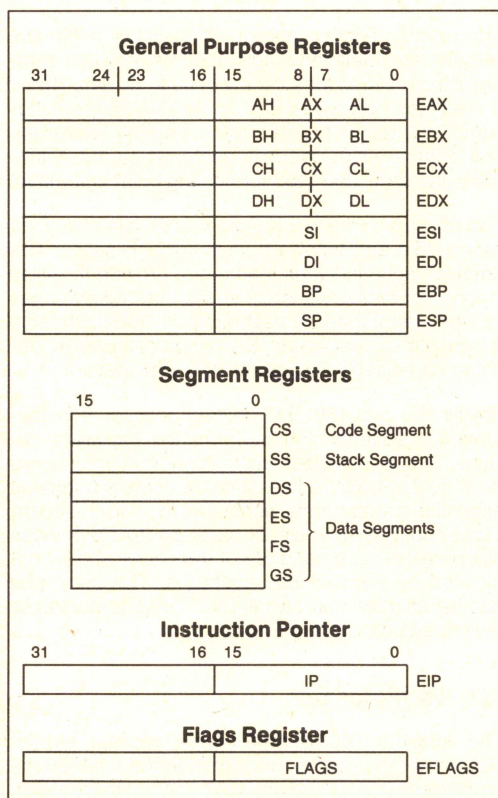 General Purpose Registers
31 24 23 16 15 8 7 0
AH AX AL EAX
BH BX BL EBX
CH CX CL ECX
DH DX DL EDX
SI ESI
DI EDI
BP EBP
SP ESP
Segment Registers
15 0
CS Code Segment
SS Stack Segment
DS
ES
FS
GS
Data Segments
Instruction Pointer
31 16 15 0
IP EIP
Flags Register
FLAGS EFLAGS